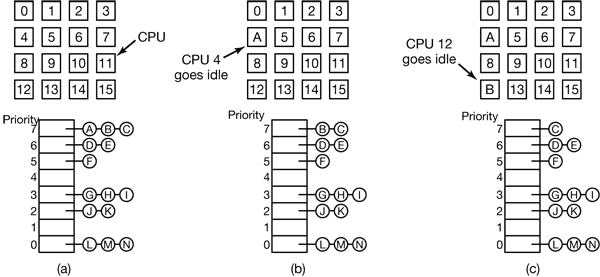 0 1 2 3
4 5 6 7
8 9 10 11
12 13 14 15
CPU
Priority
7 A B C
6 D E
5 F
4
3 G H I
2 J K
1
0 L M N
(a)
0 1 2 3
A 5 6 7
8 9 10 11
12 13 14 15
CPU 4
goes idle
Priority
7 B C
6 D E
5 F
4
3 G H I
2 J K
1
0 L M N
(b)
0 1 2 3
A 5 6 7
8 9 10 11
B 13 14 15
CPU 12
goes idle
Priority
7 C
6 D E
5 F
4
3 G H I
2 J K
1
0 L M N
(c)